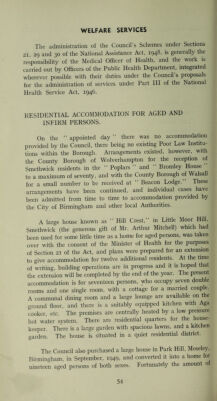 WELFARE SERVICES
The administration of the Council's Schemes under Sections
21, 29 and 30 of the National Assistance Act, 1948, is generally the
responsibility of the Medical Officer of Health, and the work is
carried out by Officers of the Public Health Department, integrated
wherever possible with their duties under the Council's proposals
for the administration of services under Part III of the National
Health Service Act, 1946.
RESIDENTIAL ACCOMMODATION FOR AGED AND
INFIRM PERSONS.
On the "appointed day" there was no accommodation
provided by the Council, there being no existing Poor Law Institu-
tions within the Borough. Arrangements existed, however, with
the County Borough of Wolverhampton for the reception of
Smethwick residents in the "Poplars" and "Bromley House"
to a maximum of seventy, and with the County Borough of Walsall
for a small number to be received at "Beacon Lodge." These
arrangements have been continued, and individual cases have
been admitted from time to time to accommodation provided by
the City of Birmingham and other local Authorities.
A large house known as "Hill Crest," in Little Moor Hill,
Smethwick (the generous gift of Mr. Arthur Mitchell) which had
been used for some little time as a home for aged persons, was taken
over with the consent of the Minister of Health for the purposes
of Section 21 of the Act, and plans were prepared for an extension
to give accommodation for twelve additional residents. At the time
of writing, building operations are in progress and it is hoped that
the extension will be completed by the end of the year. The present
accommodation is for seventeen persons, who occupy seven double
rooms and one single room, with a cottage for a married couple.
A communal dining room and a large lounge are available on the
ground floor, and there is a suitably equipped kitchen with Aga
cooker, etc. The premises are centrally heated by a low pressure
hot water system. There are residential quarters for the house-
keeper. There is a large garden with spacious lawns, and a kitchen
garden. The house is situated in a quiet residential district.
The Council also purchased a large house in Park Hill, Moseley,
Birmingham, in September, 1949, and converted it into a home for
nineteen aged persons of both sexes. Fortunately the amount of
54